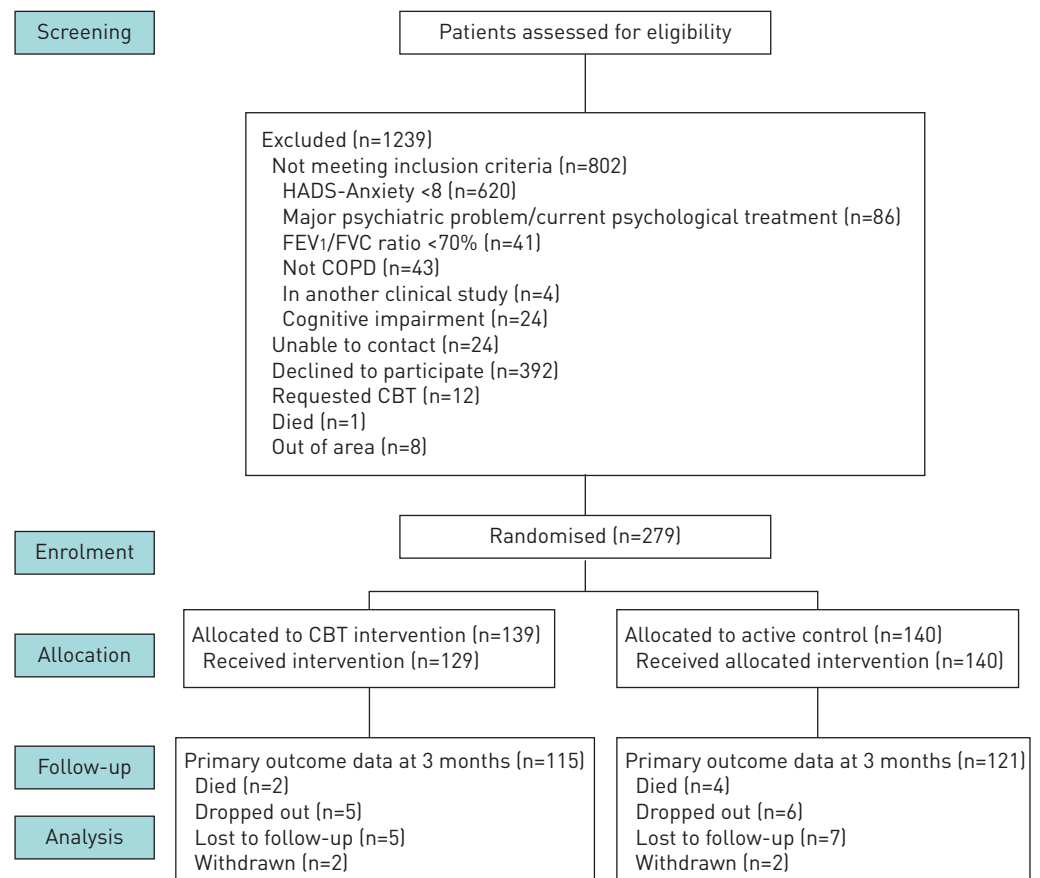 Screening
Patients assessed for eligibility
Excluded (n=1239)
Not meeting inclusion criteria (n=802)
HADS-Anxiety <8 (n=620)
Major psychiatric problem/current psychological treatment (n=86)
FEV1/FVC ratio <70% (n=41)
Not COPD (n=43)
In another clinical study (n=4)
Cognitive impairment (n=24)
Unable to contact (n=24)
Declined to participate (n=392)
Requested CBT (n=12)
Died (n=1)
Out of area (n=8)
Enrolment
Randomised (n=279)
Allocation
Allocated to CBT intervention (n=139)
Received intervention (n=129)
Allocated to active control (n=140)
Received allocated intervention (n=140)
Follow-up
Analysis
Primary outcome data at 3 months (n=115)
Died (n=2)
Dropped out (n=5)
Lost to follow-up (n=5)
Withdrawn (n=2)
Primary outcome data at 3 months (n=121)
Died (n=4)
Dropped out (n=6)
Lost to follow-up (n=7)
Withdrawn (n=2)